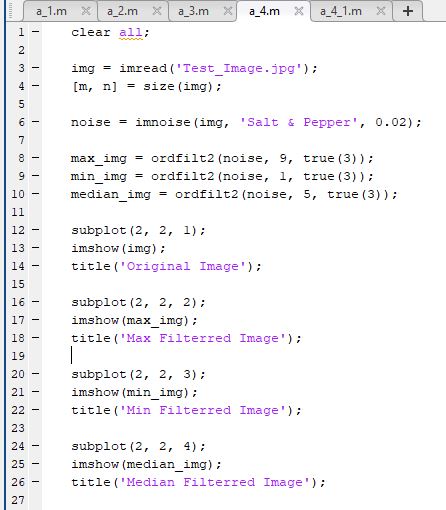 a_1.m × a_2.m × a_3.m × a_4.m × a_4_1.m × +
1 – clear all;
2
3 – img = imread('Test_Image.jpg');
4 – [m, n] = size(img);
5
6 – noise = imnoise(img, 'Salt & Pepper', 0.02);
7
8 – max_img = ordfilt2(noise, 9, true(3));
9 – min_img = ordfilt2(noise, 1, true(3));
10 – median_img = ordfilt2(noise, 5, true(3));
11
12 – subplot(2, 2, 1);
13 – imshow(img);
14 – title('Original Image');
15
16 – subplot(2, 2, 2);
17 – imshow(max_img);
18 – title('Max Filterred Image');
19
20 – subplot(2, 2, 3);
21 – imshow(min_img);
22 – title('Min Filterred Image');
23
24 – subplot(2, 2, 4);
25 – imshow(median_img);
26 – title('Median Filterred Image');
27